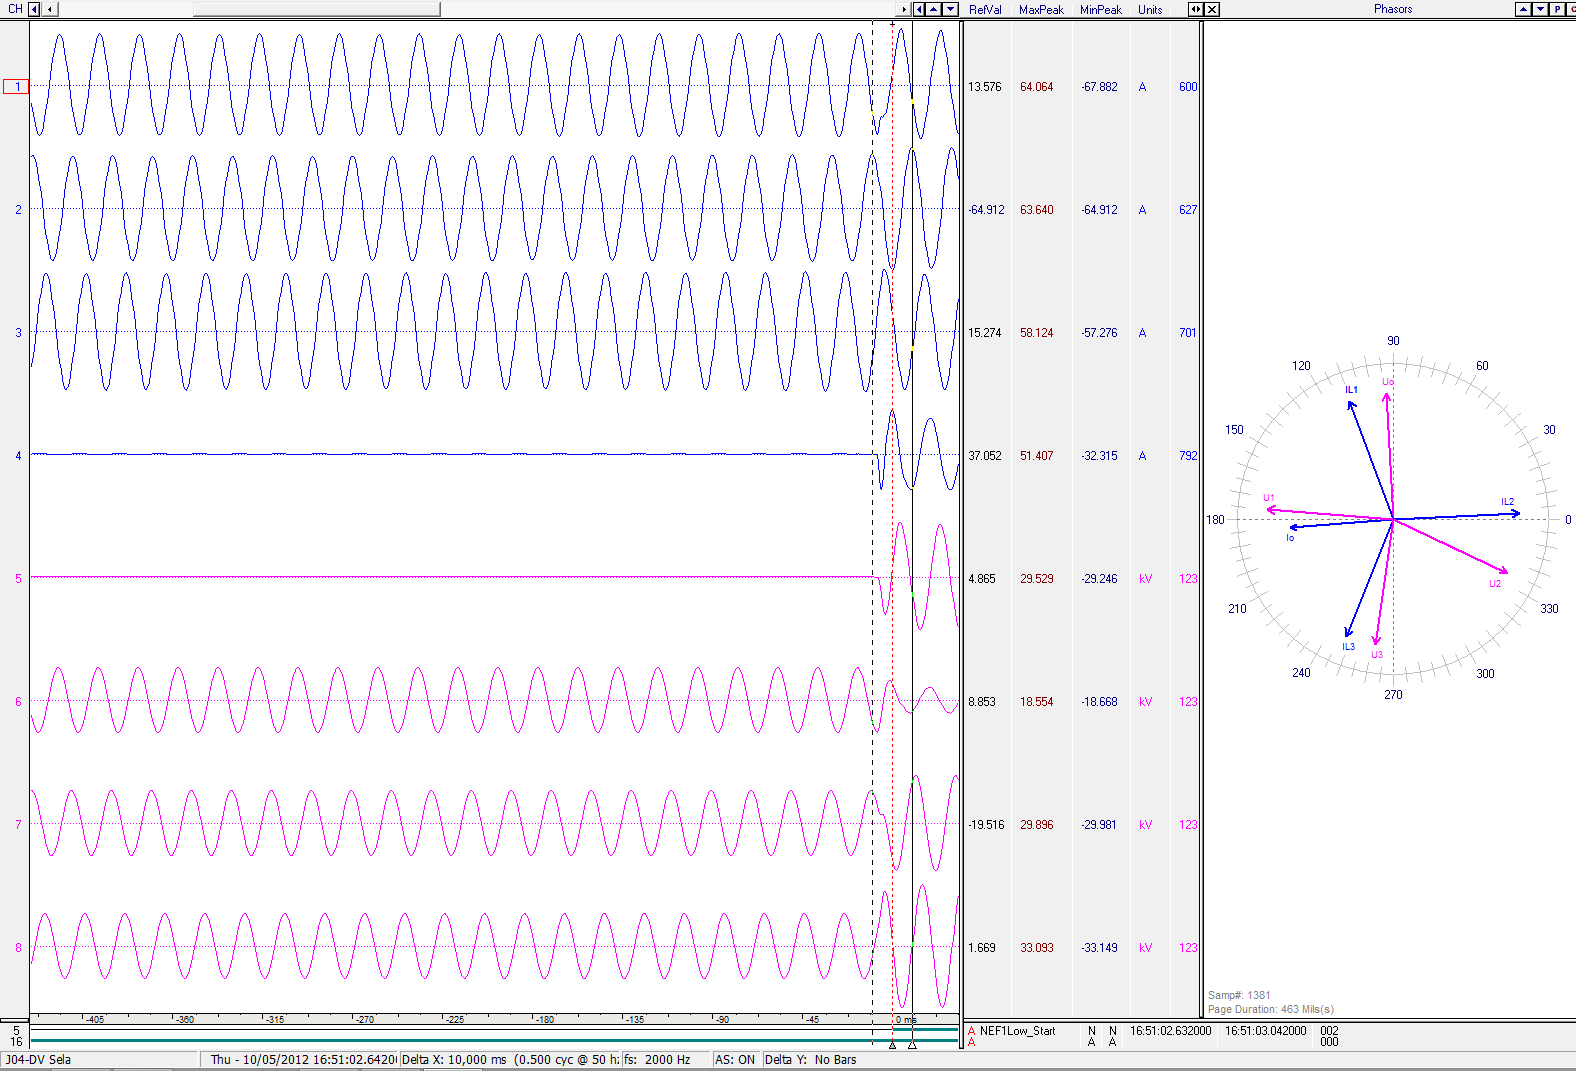 CH RefVal MaxPeak MinPeak Units Phasors P
1 13.576 64.064 -67.882 A 600
2 -64.912 63.640 -64.912 A 627
3 15.274 58.124 -57.276 A 701
4 37.052 51.407 -32.315 A 792
5 4.865 29.529 -29.246 kV 123
6 8.853 18.554 -18.668 kV 123
7 -19.516 29.896 -29.981 kV 123
8 1.669 33.093 -33.149 kV 123
90
120 60
IL1 Uo
150 30
U1 IL2
180 0
Io
U2
210 330
IL3 U3
240 300
270
Samp#: 1381
Page Duration: 463 Mils(s)
-405 -360 -315 -270 -225 -180 -135 -90 -45 0 ms
5 A NEF1Low_Start N N 16:51:02.632000 16:51:03.042000 002
16 A A A 000
J04-DV Sela Thu - 10/05/2012 16:51:02.6420 Delta X: 10,000 ms (0.500 cyc @ 50 hz fs: 2000 Hz AS: ON Delta Y: No Bars